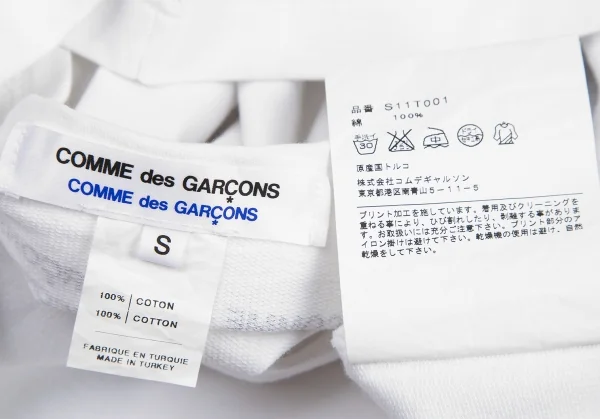 COMME des GARÇONS
COMME des GARÇONS
S
100% COTON
100% COTTON
FABRIQUE EN TURQUIE
MADE IN TURKEY
品番 S11T001
綿 100%
手洗イ 30
中
原産国トルコ
株式会社コムデギャルソン
東京都港区南青山5-11-5
プリント加工を施しています。着用及びクリーニングを
重ねる事により、ひび割れしたり、剥離する事がありま
す。お取扱いには充分ご注意下さい。プリント部分のア
イロン掛けは避けて下さい。乾燥機の使用は避け、自然
乾燥をして下さい。